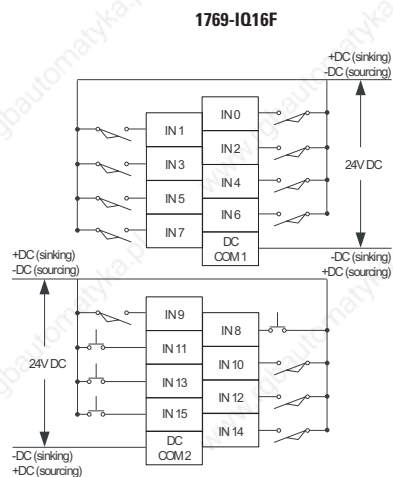 1769-IQ16F
+DC (sinking)
-DC (sourcing)
IN 0
IN 1
IN 2
IN 3
IN 4
IN 5
IN 6
IN 7
DC
COM 1
24V DC
-DC (sinking)
+DC (sourcing)
+DC (sinking)
-DC (sourcing)
IN 9
IN 8
IN 11
IN 10
IN 13
IN 12
IN 15
IN 14
DC
COM 2
24V DC
-DC (sinking)
+DC (sourcing)